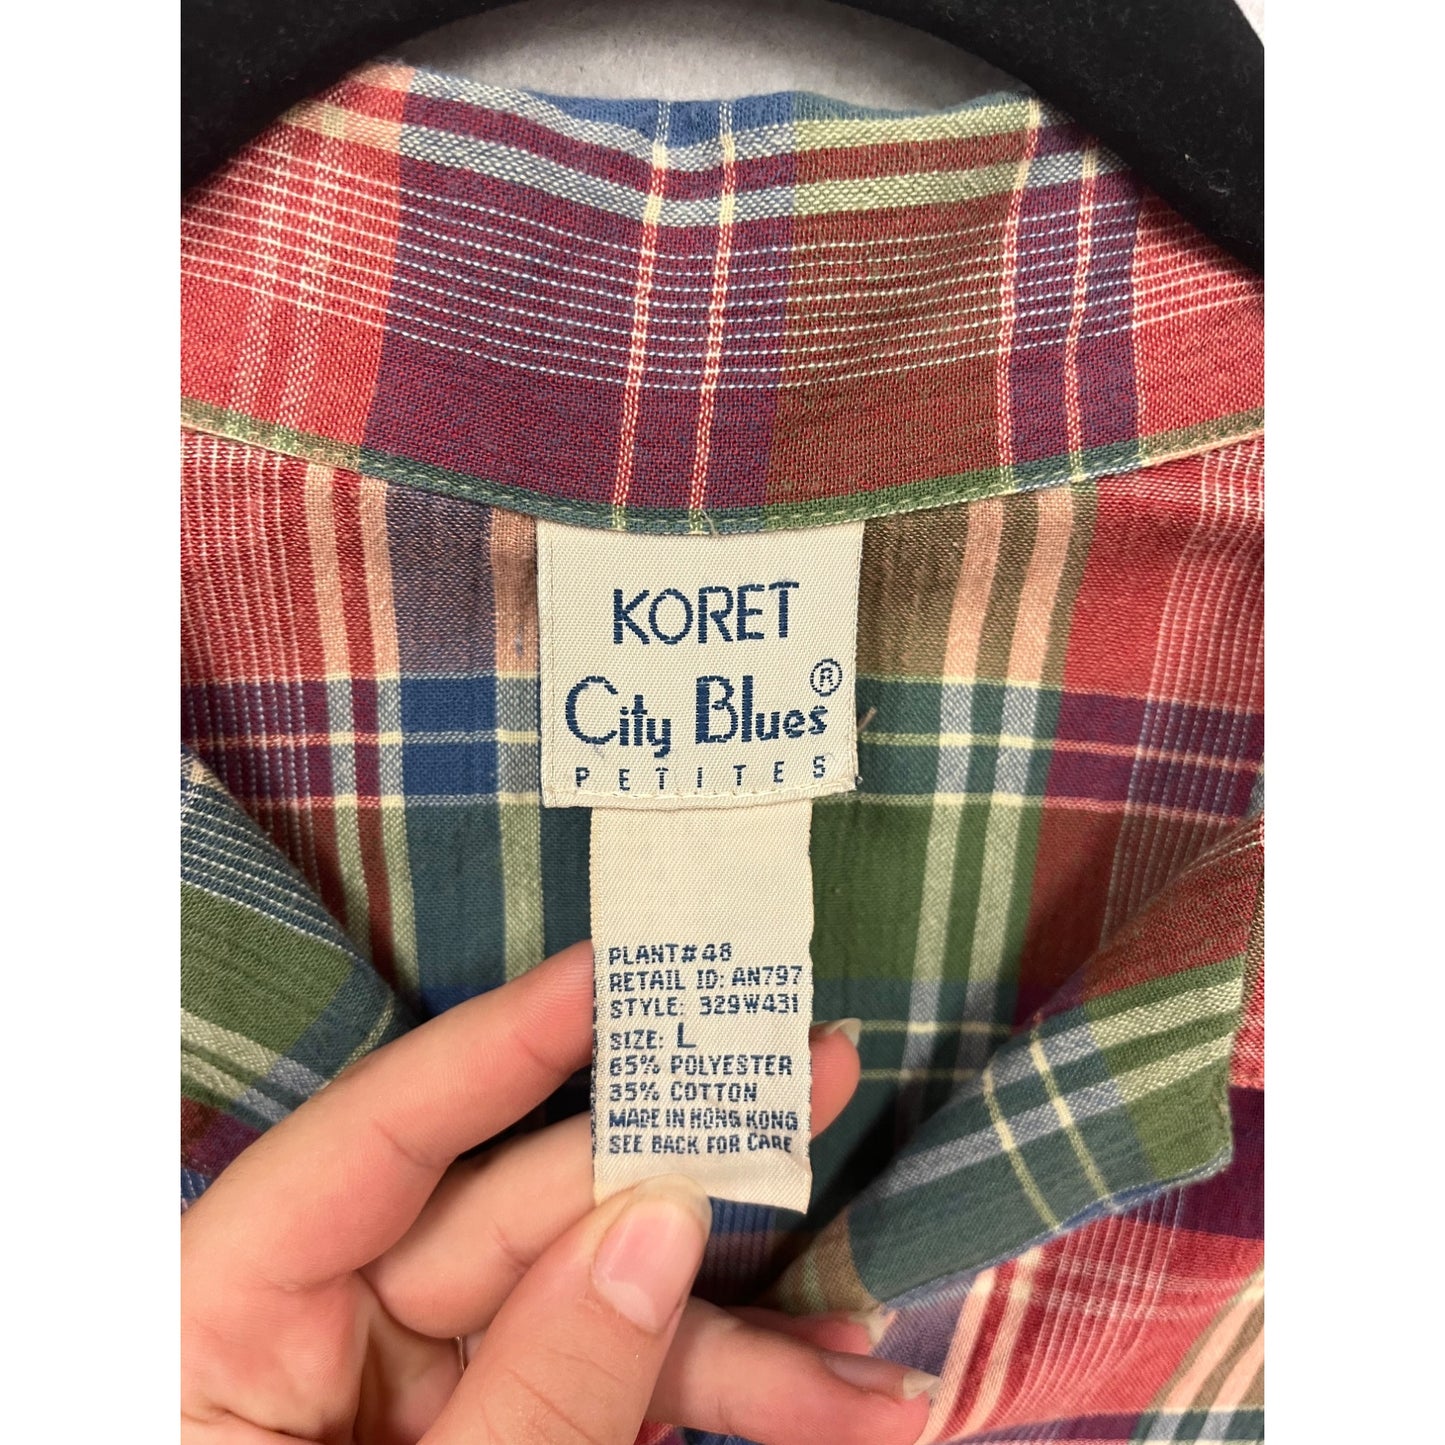 KORET
City Blues®
PETITES
PLANT#48
RETAIL ID: AN797
STYLE: 329W431
SIZE: L
65% POLYESTER
35% COTTON
MADE IN HONG KONG
SEE BACK FOR CARE